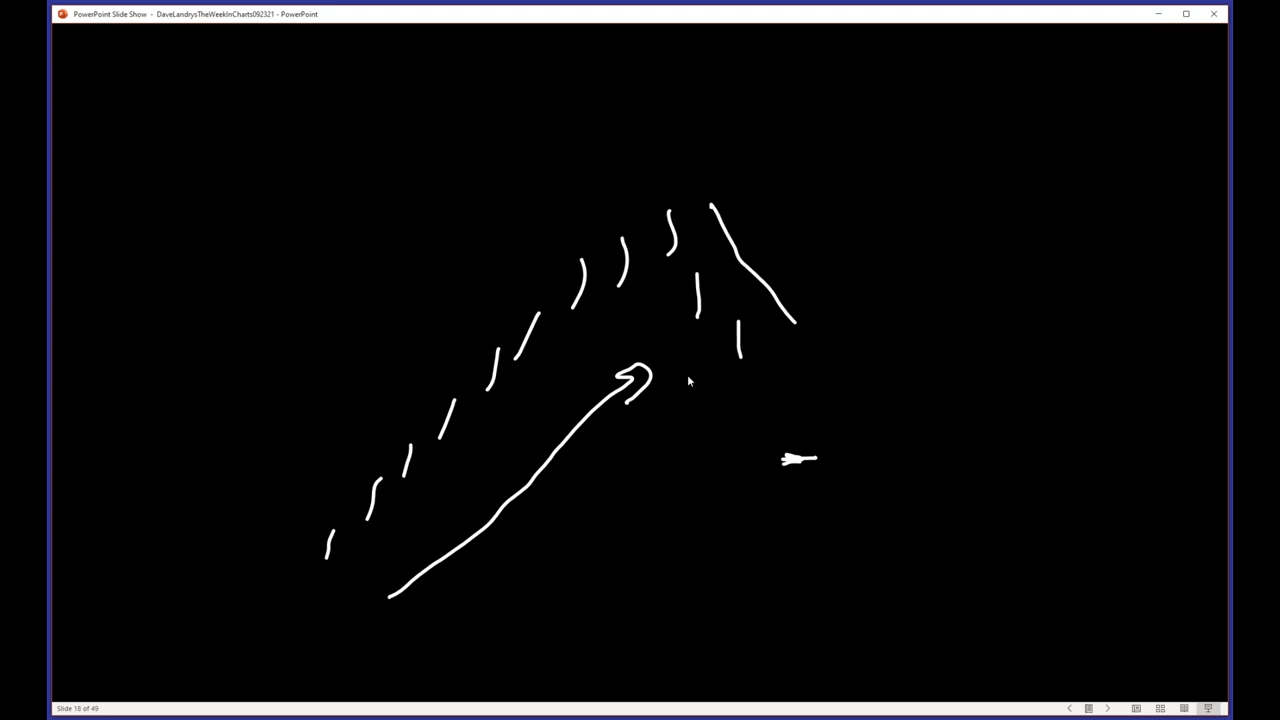 PowerPoint Slide Show - DaveLandrysTheWeekInCharts092321 - PowerPoint
Slide 18 of 49